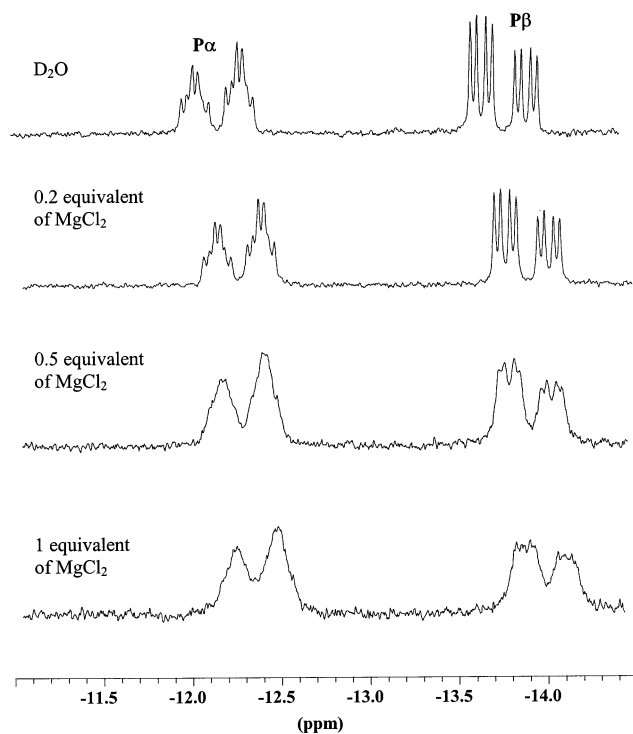 Pα
Pβ
D₂O
0.2 equivalent
of MgCl₂
0.5 equivalent
of MgCl₂
1 equivalent
of MgCl₂
-11.5 -12.0 -12.5 -13.0 -13.5 -14.0
(ppm)